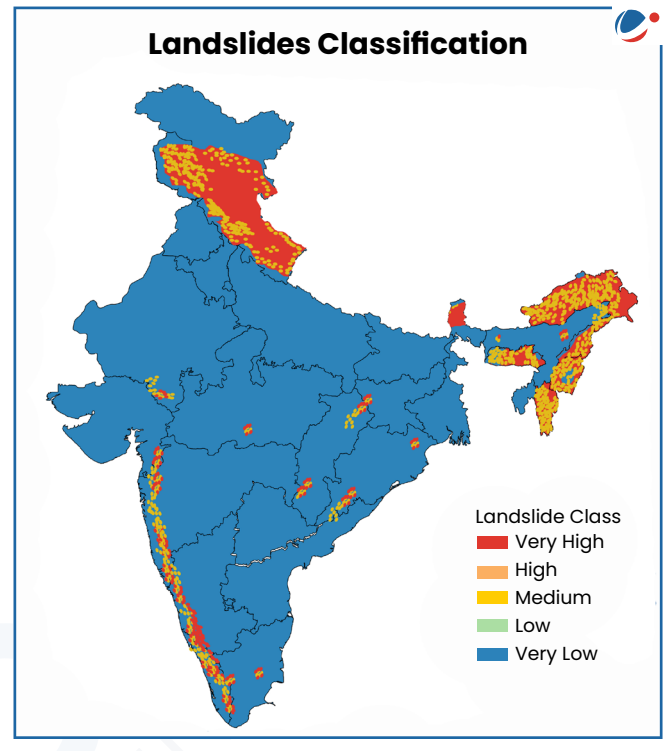 Landslides Classification
Landslide Class
Very High
High
Medium
Low
Very Low